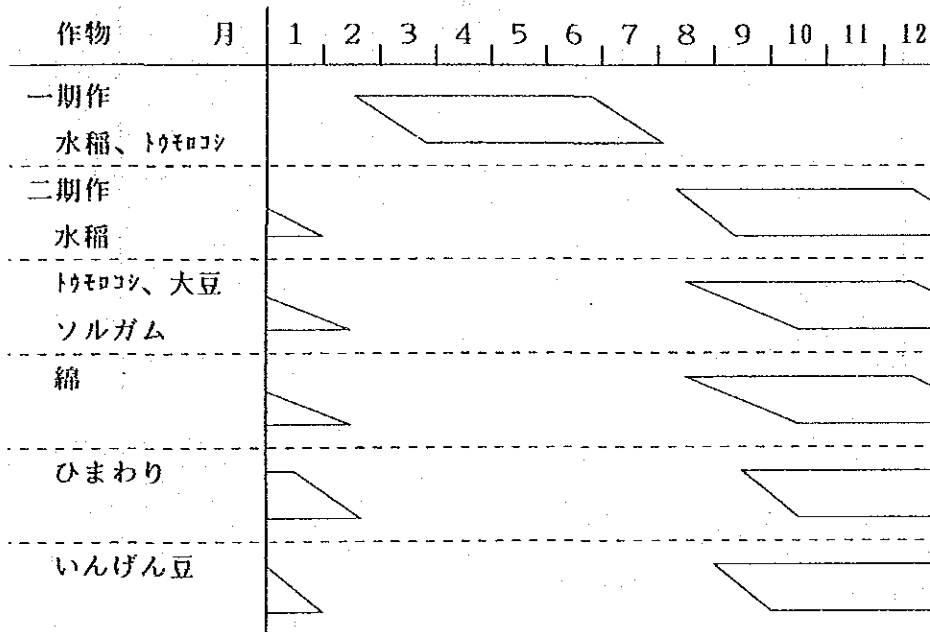 作物 月 1 2 3 4 5 6 7 8 9 10 11 12
一期作
水稲、トウモロコシ
二期作
水稲
トウモロコシ、大豆
ソルガム
綿
ひまわり
いんげん豆